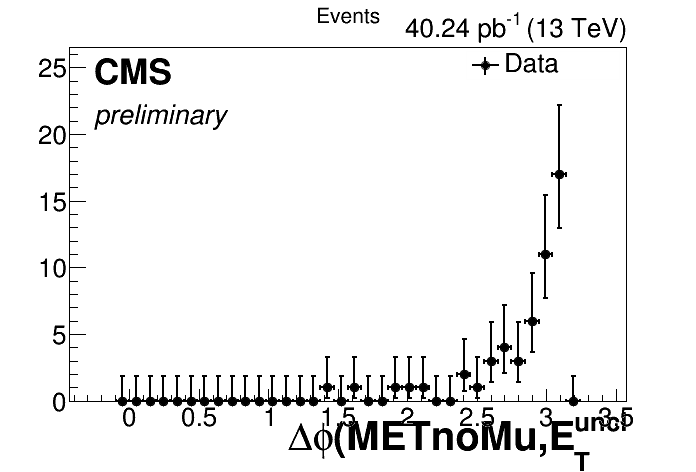 Events
40.24 pb-1 (13 TeV)
CMS
preliminary
Data
25
20
15
10
5
0
0 0.5 1 1.5 2 2.5 3 3.5
Δϕ(METnoMu,ETuncl